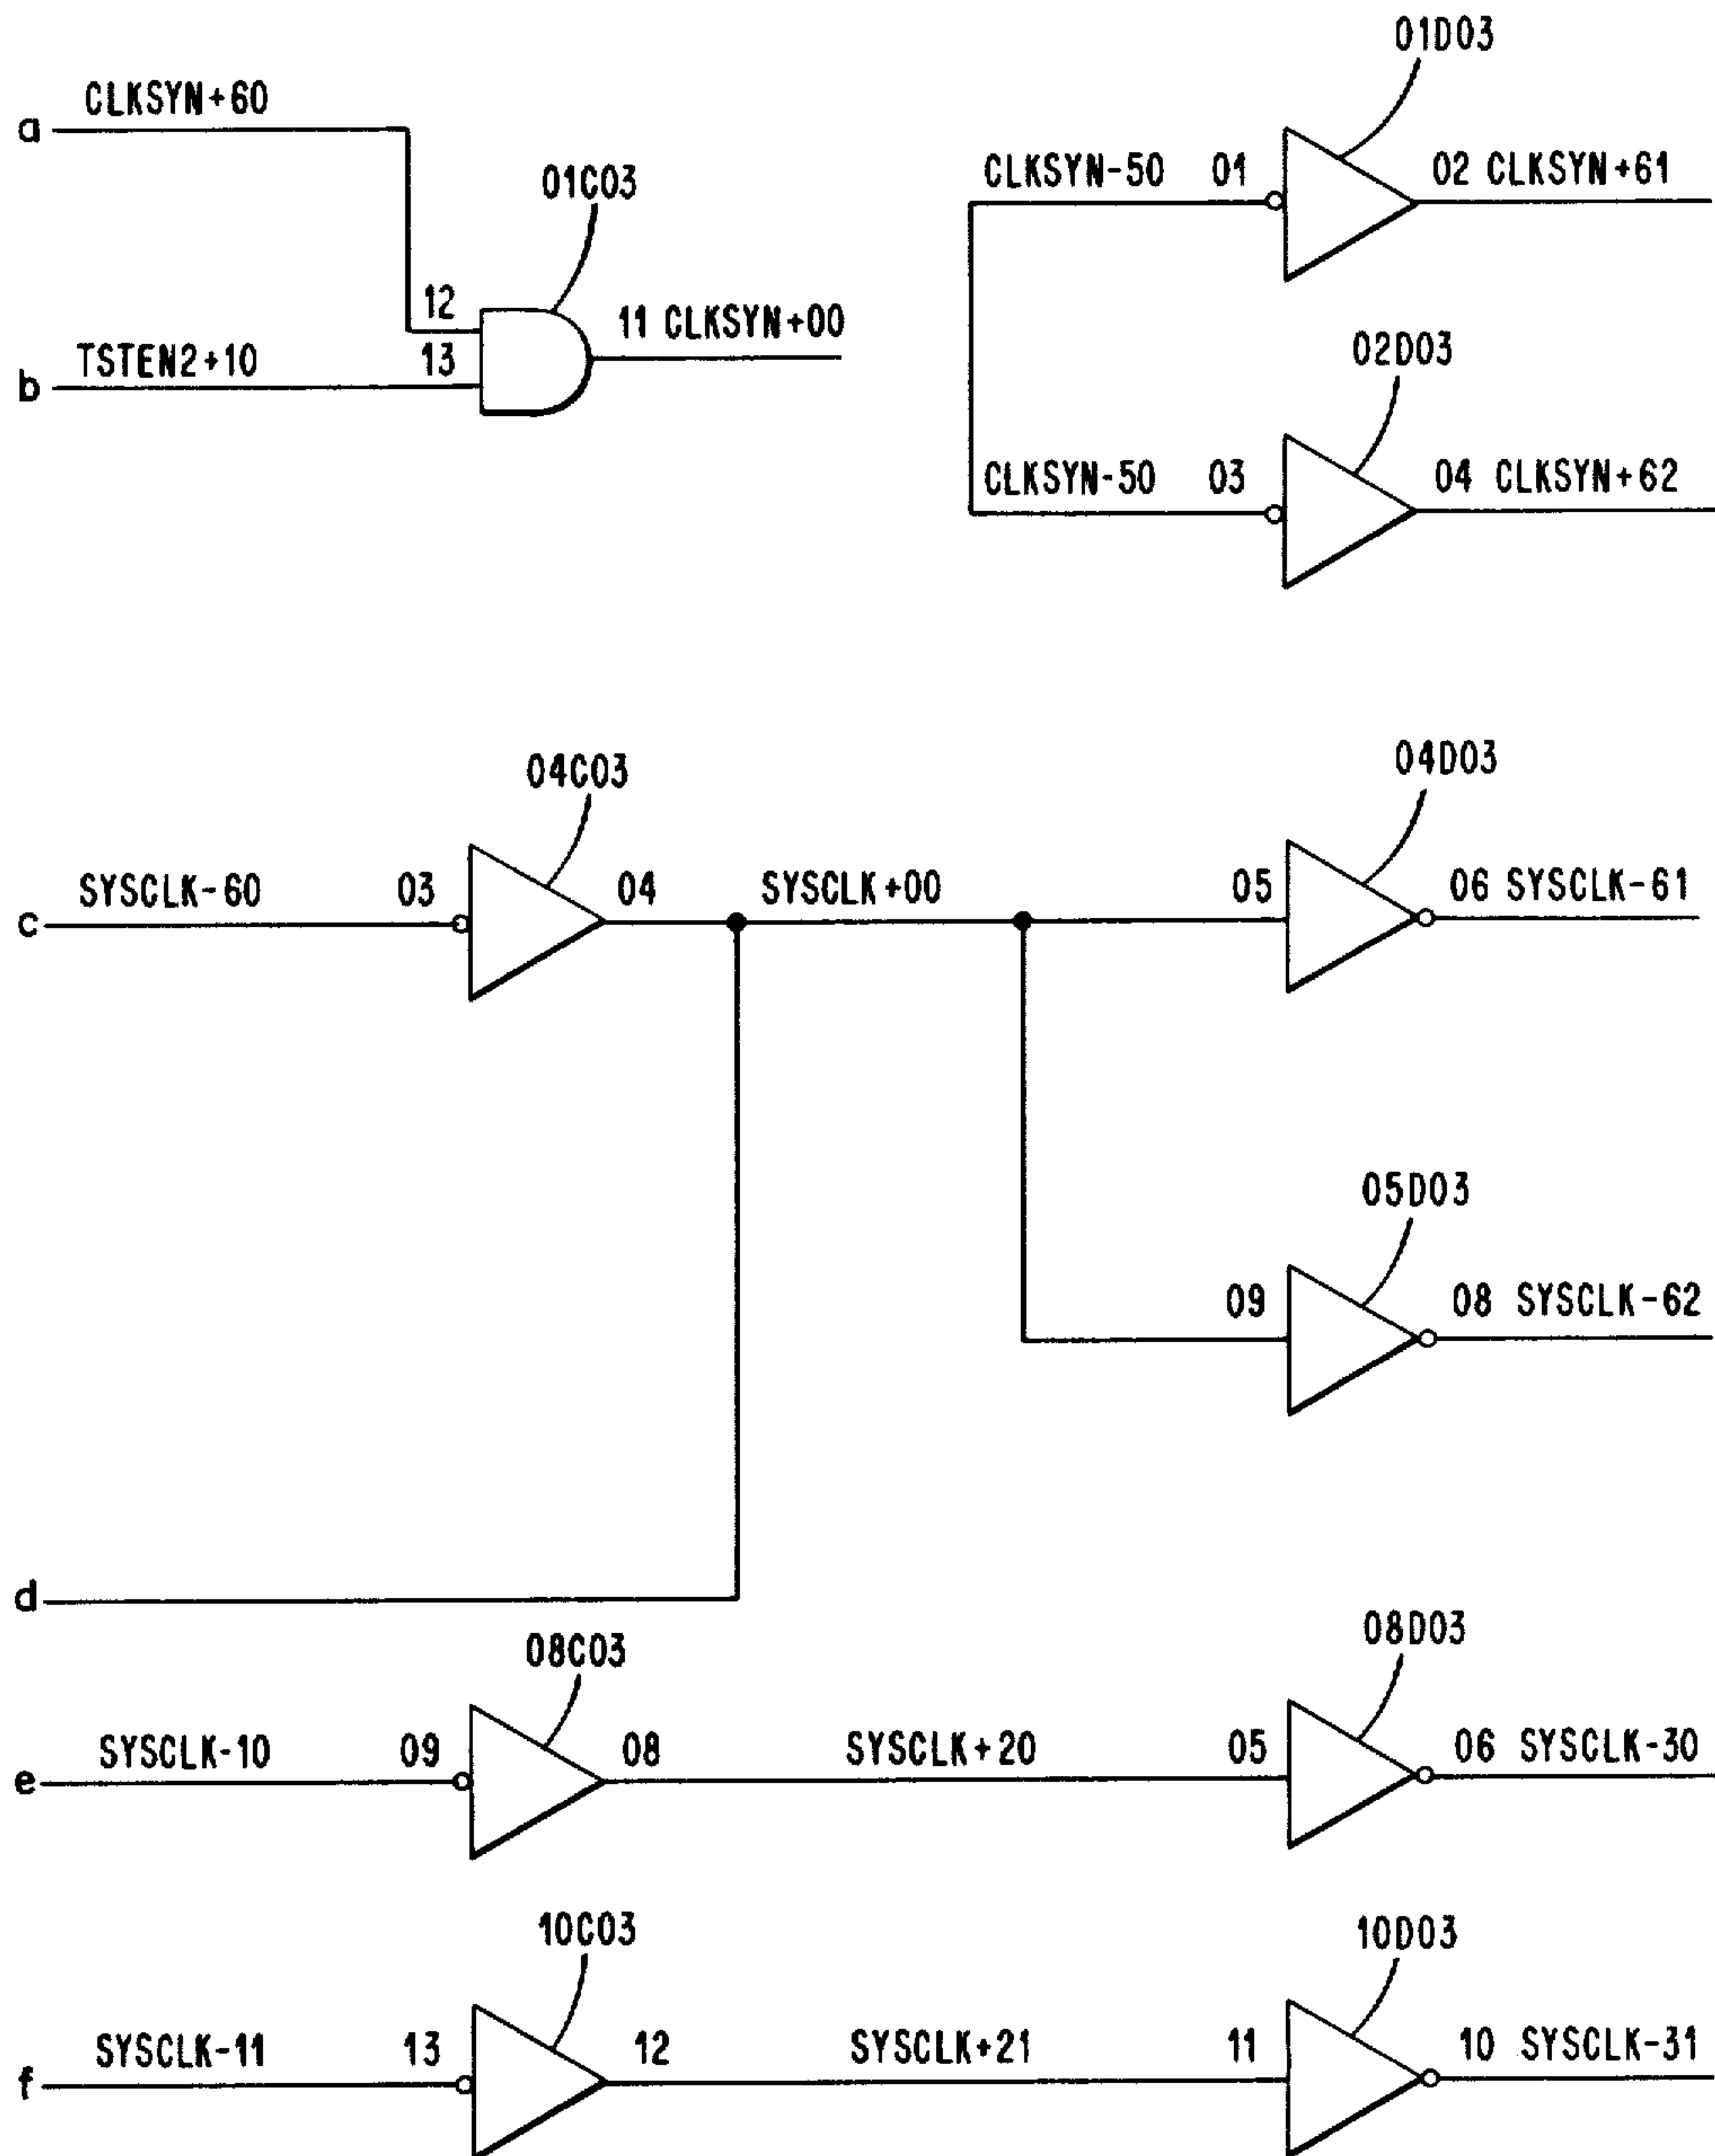 01D03
CLKSYN+60
a
01C03
CLKSYN-50 01 02 CLKSYN+61
12
11 CLKSYN+00
TSTEN2+10 13
b
02D03
CLKSYN-50 03 04 CLKSYN+62
04C03 04D03
SYSCLK-60 03 04 SYSCLK+00 05 06 SYSCLK-61
c
05D03
09 08 SYSCLK-62
d
08C03 08D03
SYSCLK-10 09 08 SYSCLK+20 05 06 SYSCLK-30
e
10C03 10D03
SYSCLK-11 13 12 SYSCLK+21 11 10 SYSCLK-31
f